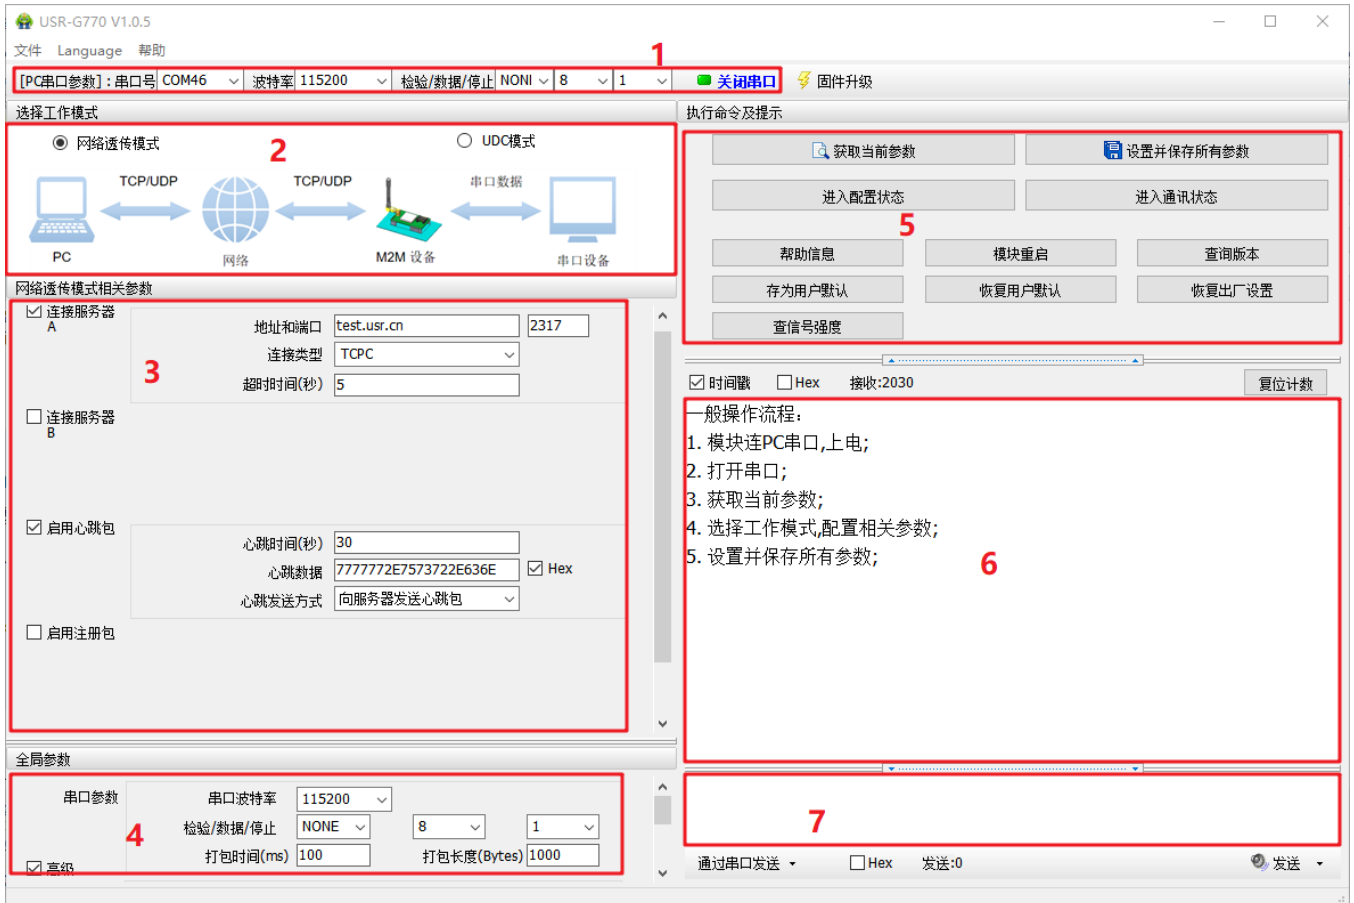 USR-G770 V1.0.5
文件 Language 帮助
1
[PC串口参数]：串口号 COM46 波特率 115200 检验/数据/停止 NONI 8 1 关闭串口 固件升级
选择工作模式
网络透传模式 UDC模式
2
TCP/UDP TCP/UDP 串口数据
PC 网络 M2M 设备 串口设备
网络透传模式相关参数
连接服务器
A
地址和端口 test.usr.cn 2317
连接类型 TCPC
3
超时时间(秒) 5
连接服务器
B
启用心跳包
心跳时间(秒) 30
心跳数据 7777772E7573722E636E Hex
心跳发送方式 向服务器发送心跳包
启用注册包
全局参数
串口参数 串口波特率 115200
检验/数据/停止 NONE 8 1
4
打包时间(ms) 100 打包长度(Bytes) 1000
高级
执行命令及提示
获取当前参数 设置并保存所有参数
进入配置状态 进入通讯状态
5
帮助信息 模块重启 查询版本
存为用户默认 恢复用户默认 恢复出厂设置
查信号强度
时间戳 Hex 接收:2030 复位计数
一般操作流程：
1. 模块连PC串口,上电;
2. 打开串口;
3. 获取当前参数;
4. 选择工作模式,配置相关参数;
5. 设置并保存所有参数;
6
7
通过串口发送 Hex 发送:0 发送